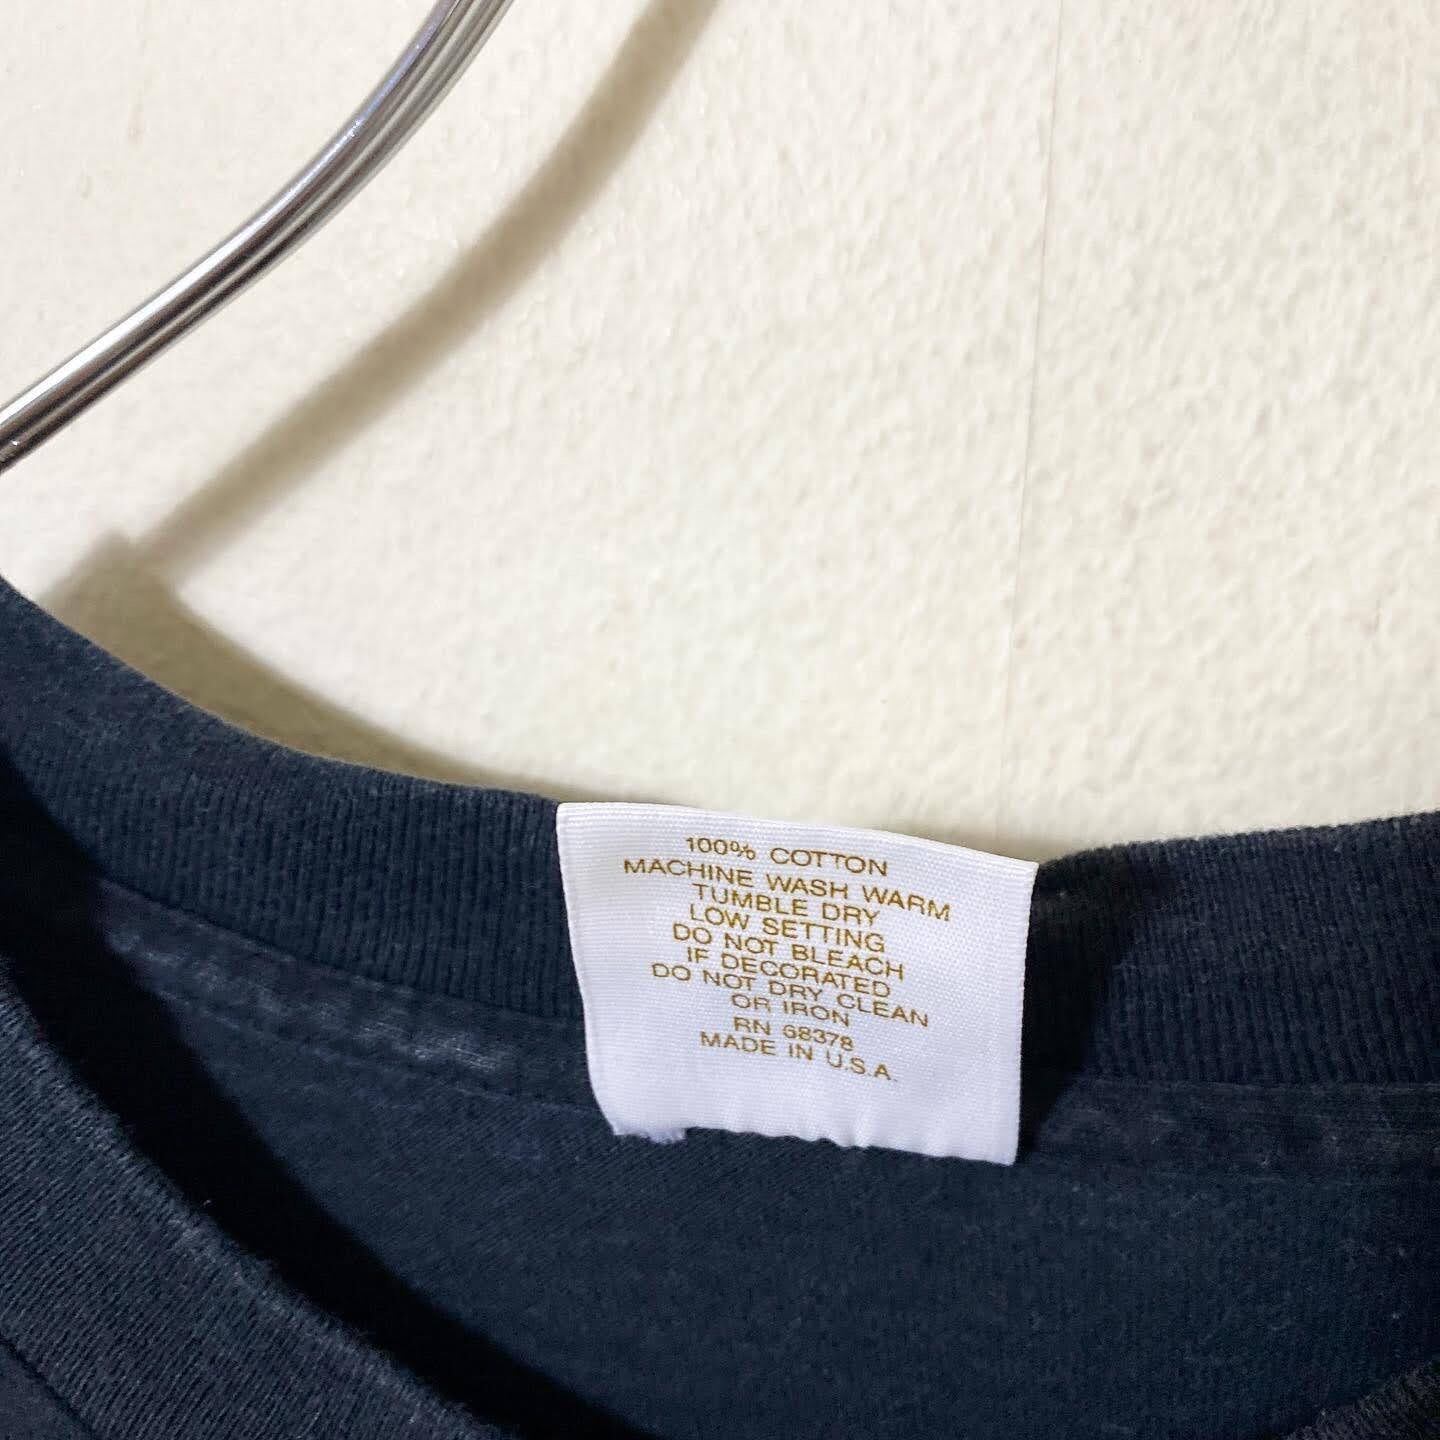 100% COTTON
MACHINE WASH WARM
TUMBLE DRY
LOW SETTING
DO NOT BLEACH
IF DECORATED
DO NOT DRY CLEAN
OR IRON
RN 68378
MADE IN U.S.A.